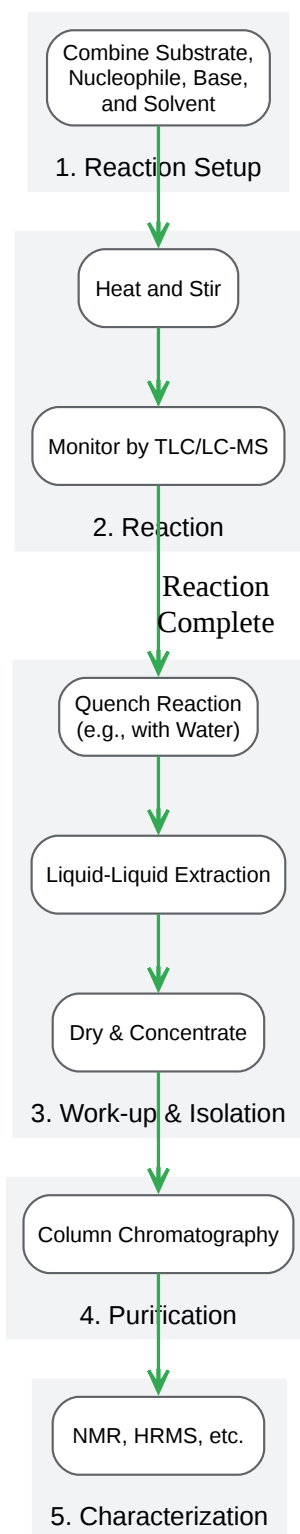 Combine Substrate,
Nucleophile, Base,
and Solvent
1. Reaction Setup
Heat and Stir
Monitor by TLC/LC-MS
2. Reaction
Reaction
Complete
Quench Reaction
(e.g., with Water)
Liquid-Liquid Extraction
Dry & Concentrate
3. Work-up & Isolation
Column Chromatography
4. Purification
NMR, HRMS, etc.
5. Characterization